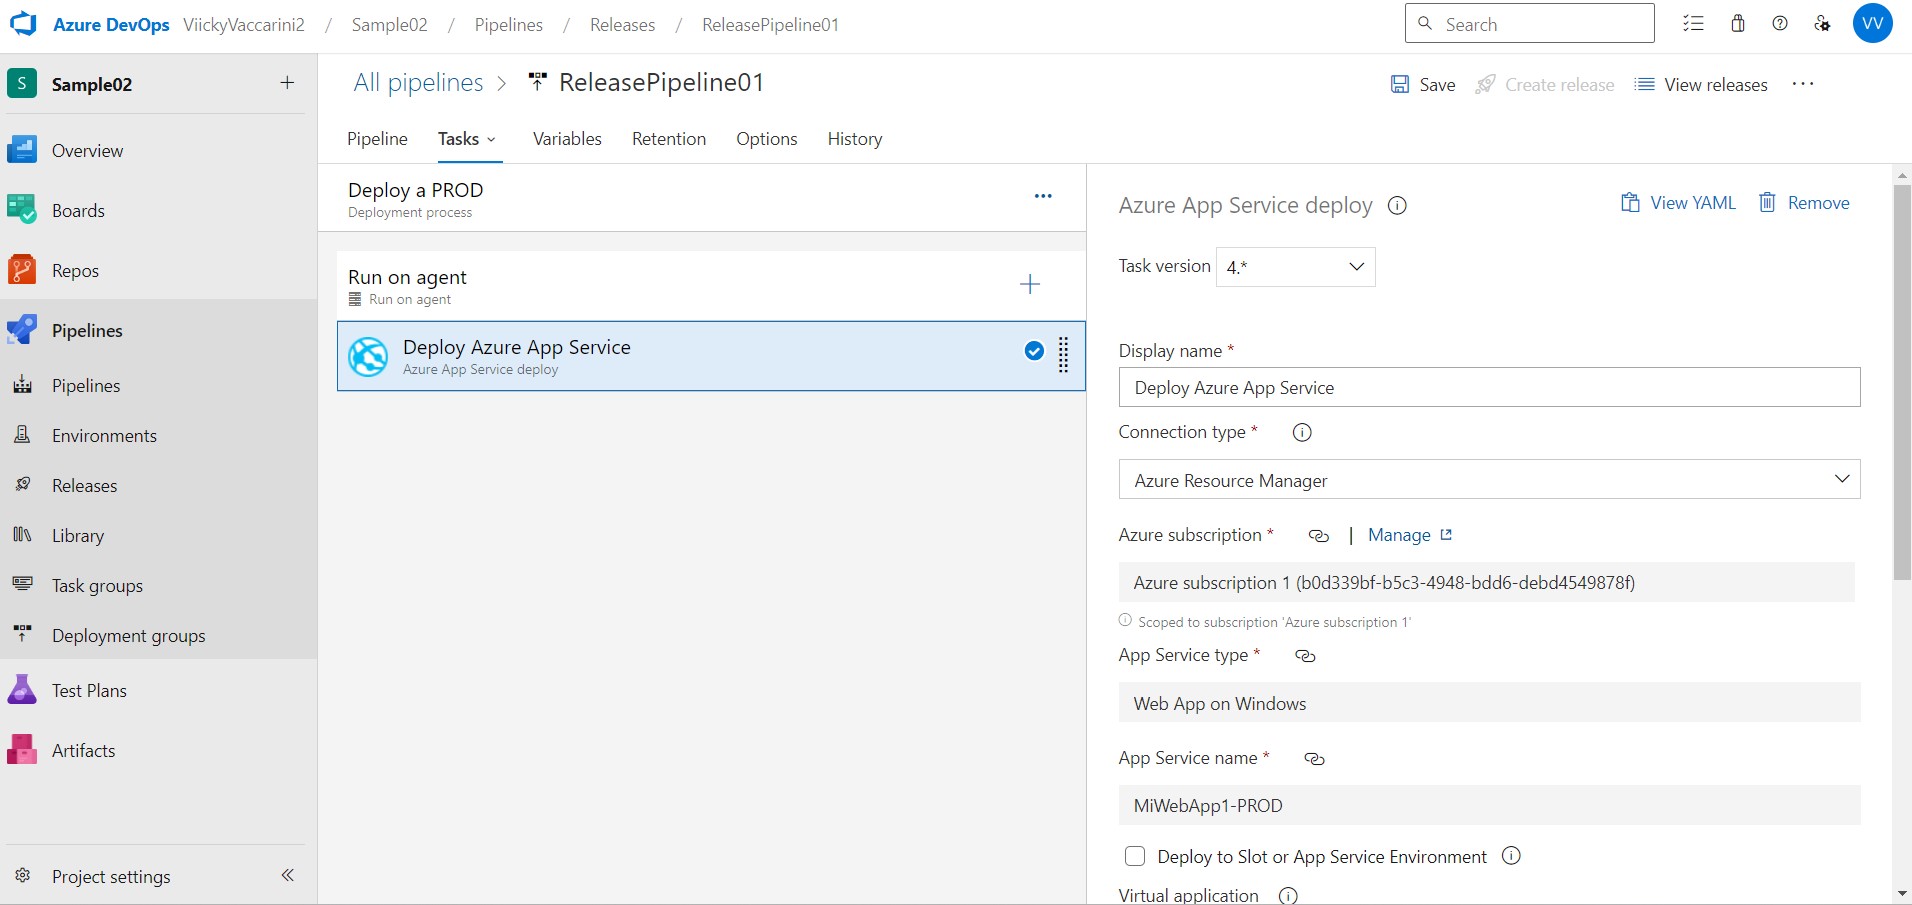 Azure DevOps ViickyVaccarini2 / Sample02 / Pipelines / Releases / ReleasePipeline01
Search
VV
S Sample02 +
Overview
Boards
Repos
Pipelines
Pipelines
Environments
Releases
Library
Task groups
Deployment groups
Test Plans
Artifacts
Project settings
All pipelines > ReleasePipeline01
Save
Create release
View releases
...
Pipeline Tasks Variables Retention Options History
Deploy a PROD
Deployment process
Run on agent
Run on agent
Deploy Azure App Service
Azure App Service deploy
Azure App Service deploy
View YAML
Remove
Task version 4.*
Display name *
Deploy Azure App Service
Connection type *
Azure Resource Manager
Azure subscription * | Manage
Azure subscription 1 (b0d339bf-b5c3-4948-bdd6-debd4549878f)
Scoped to subscription 'Azure subscription 1'
App Service type *
Web App on Windows
App Service name *
MiWebApp1-PROD
Deploy to Slot or App Service Environment
Virtual application